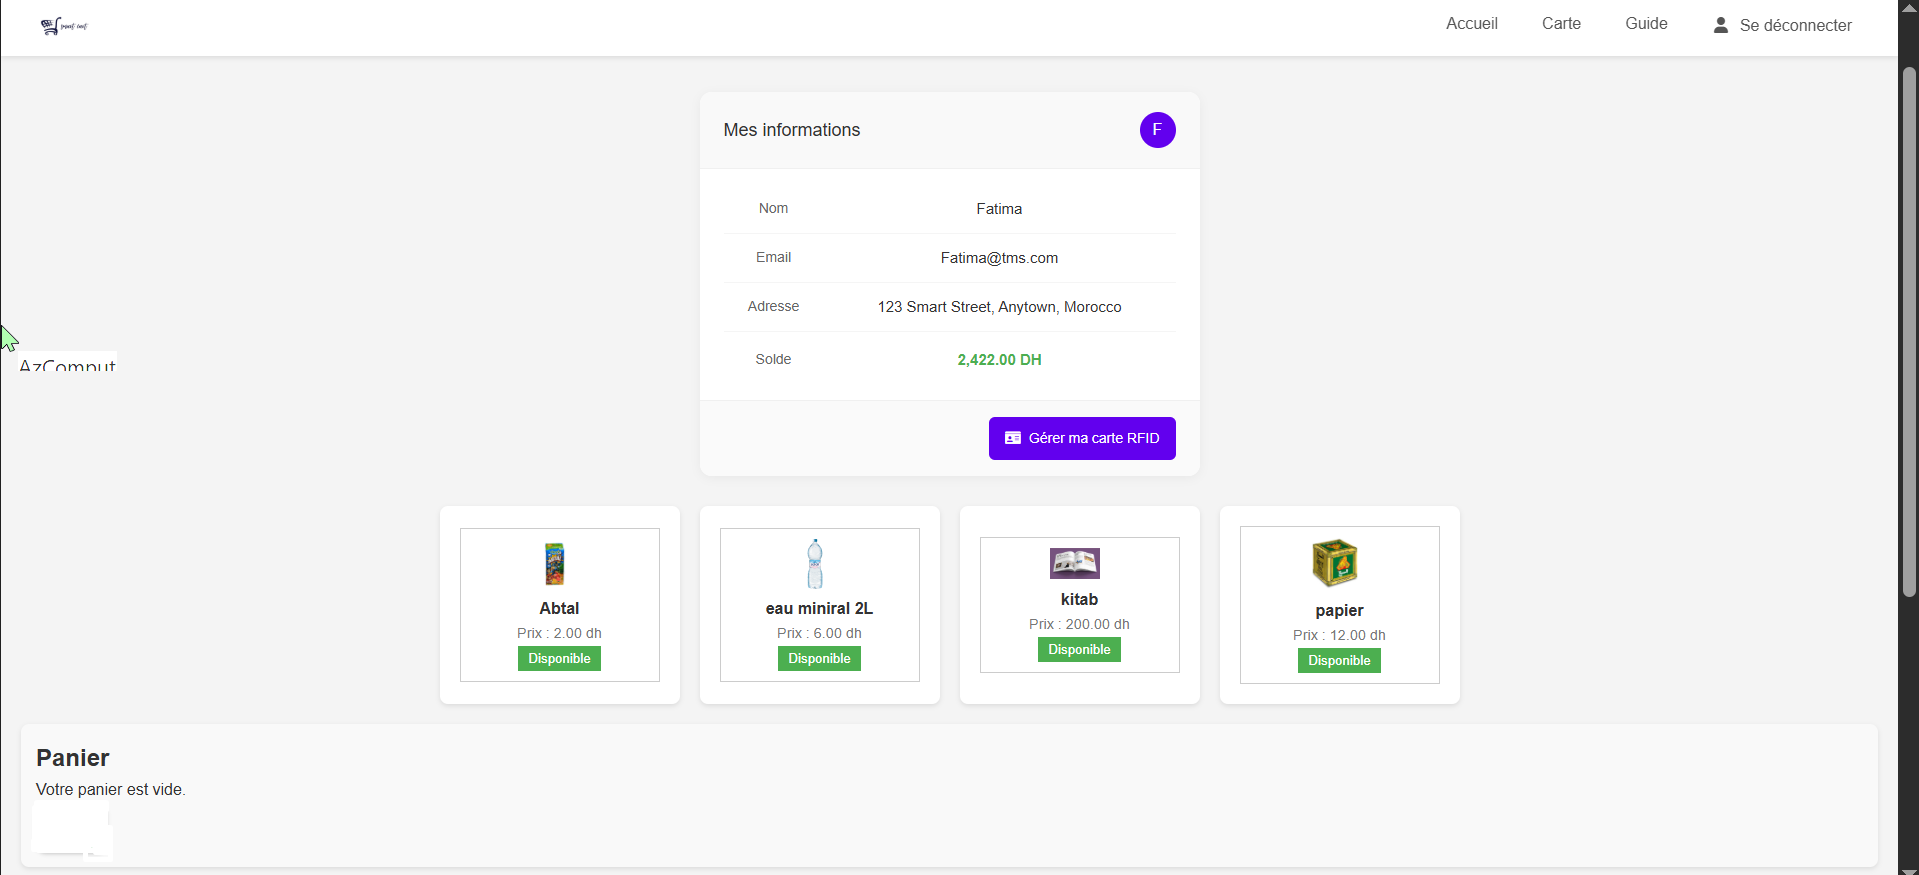 Accueil Carte Guide Se déconnecter
Mes informations F
Nom Fatima
Email Fatima@tms.com
Adresse 123 Smart Street, Anytown, Morocco
Solde 2,422.00 DH
Gérer ma carte RFID
AzComput
Abtal
Prix : 2.00 dh
Disponible
eau miniral 2L
Prix : 6.00 dh
Disponible
kitab
Prix : 200.00 dh
Disponible
papier
Prix : 12.00 dh
Disponible
Panier
Votre panier est vide.